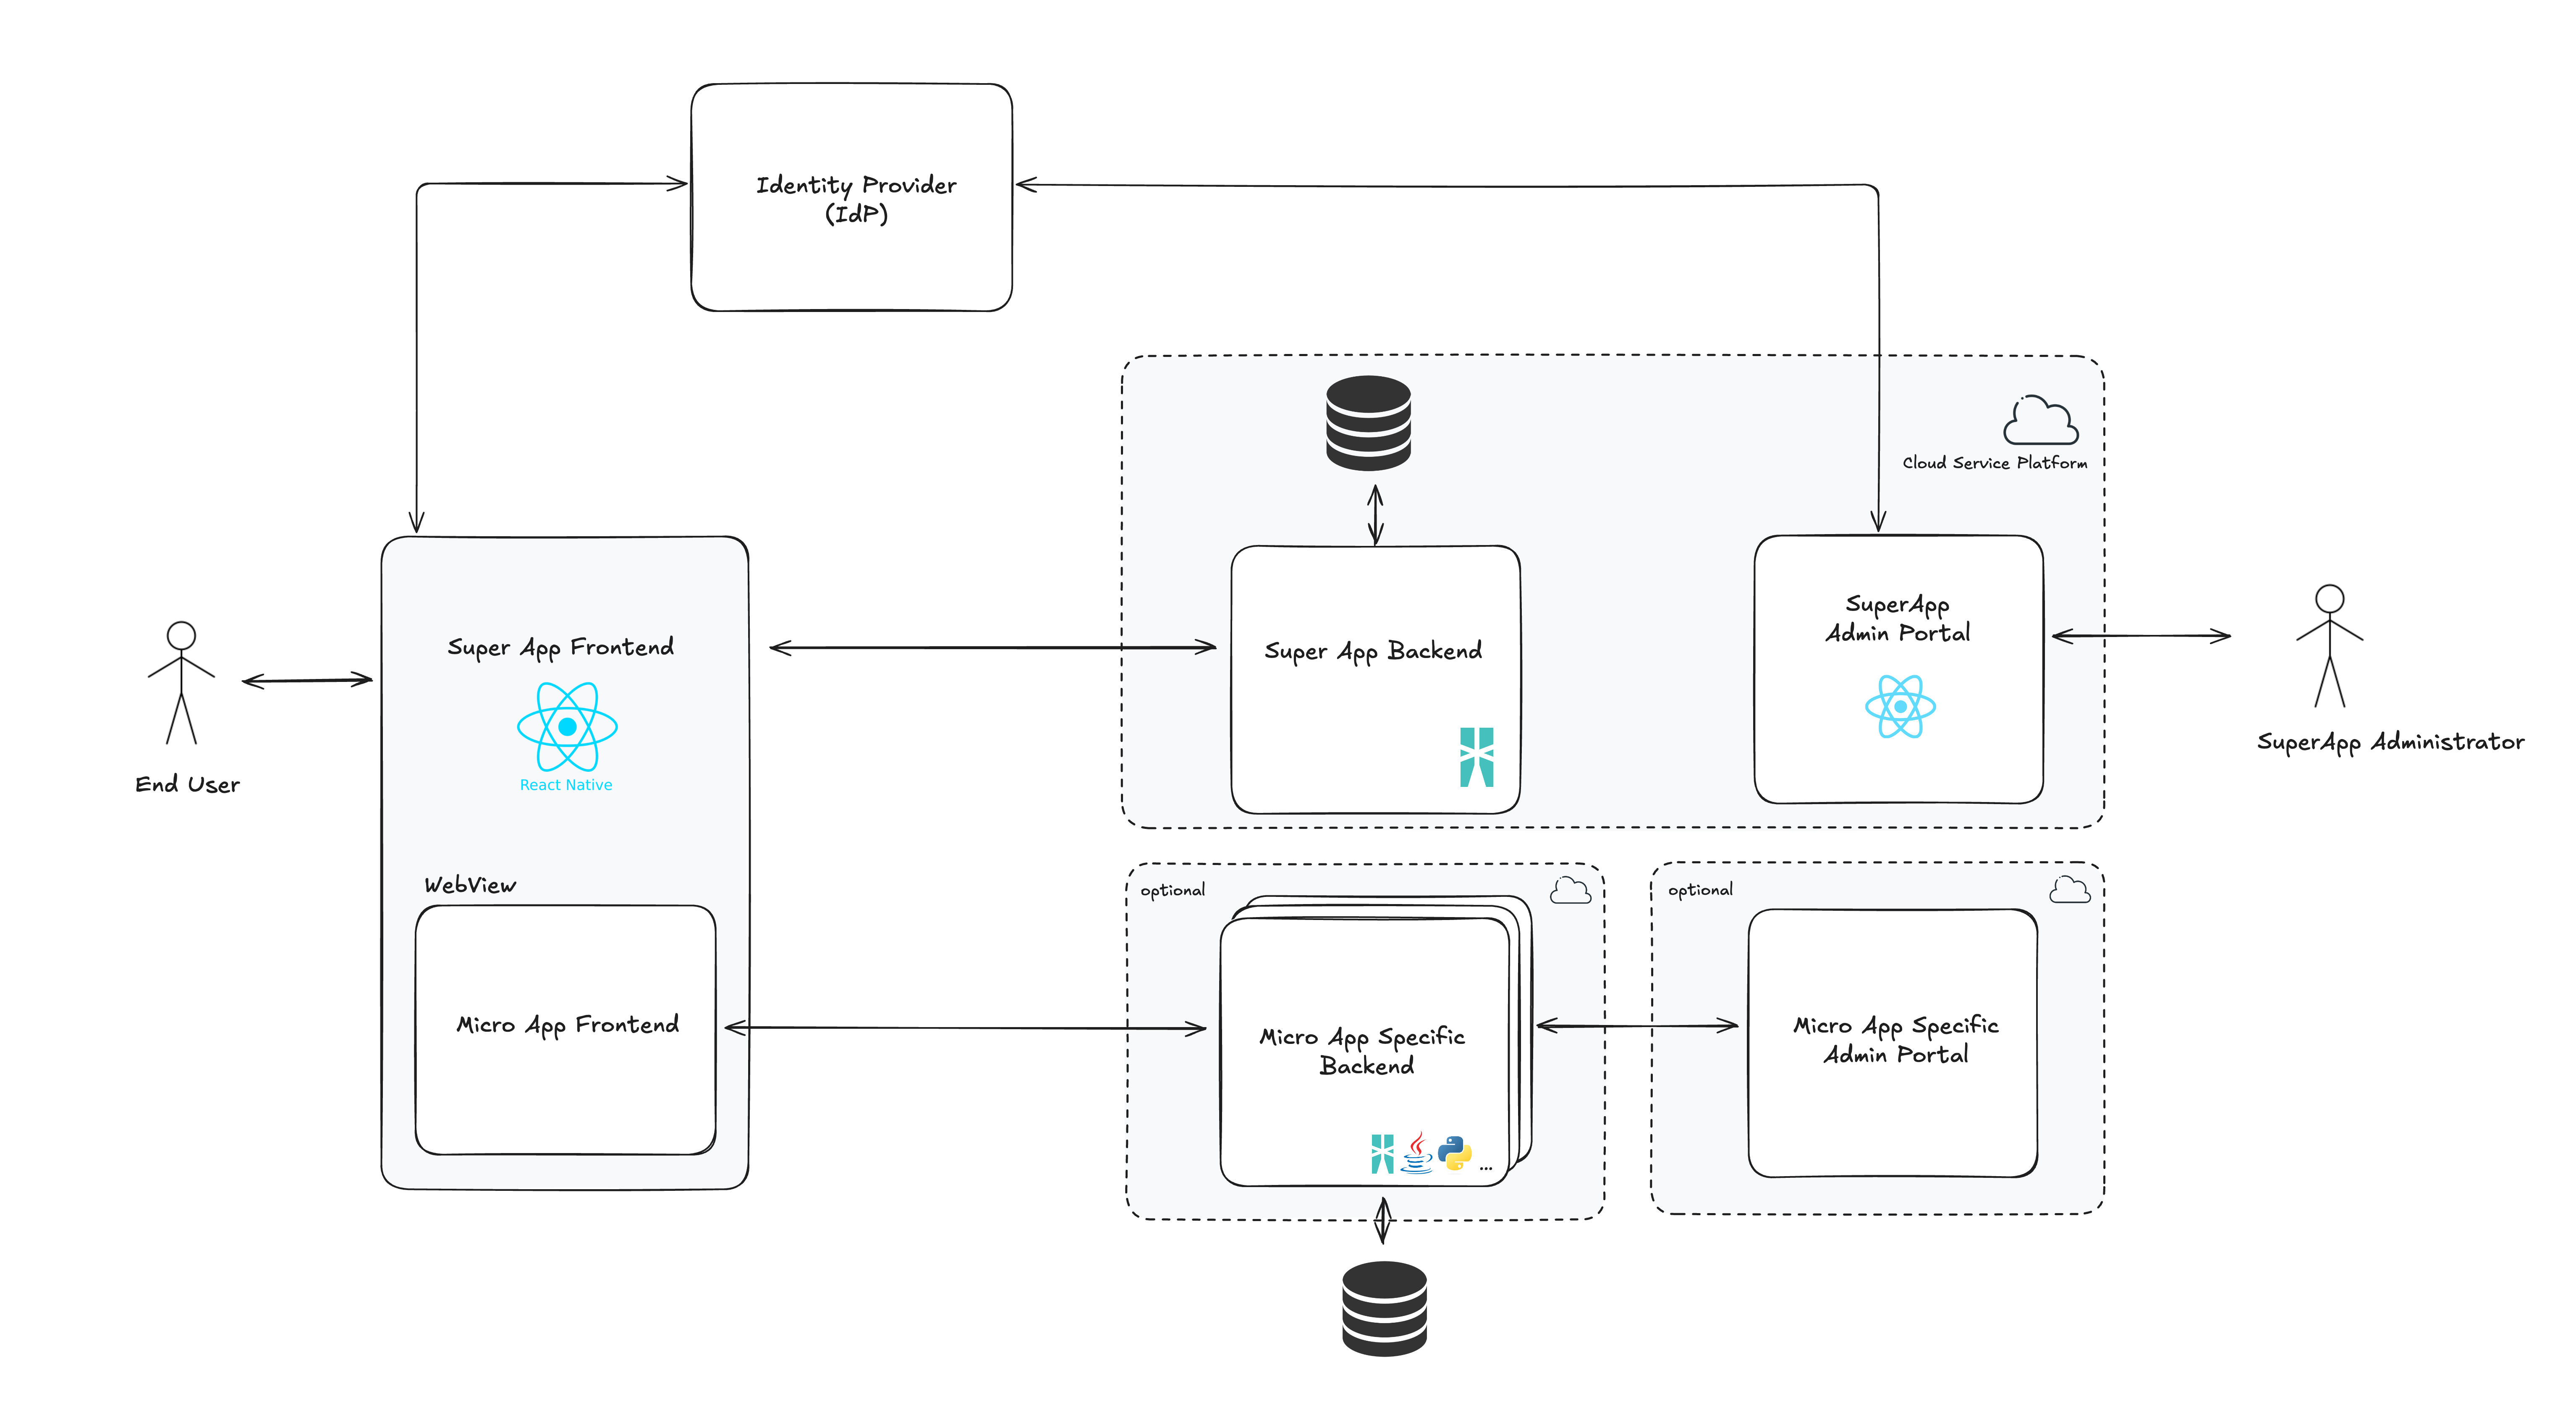 Identity Provider
(IdP)
Cloud Service Platform
SuperApp
Admin Portal
Super App Frontend
Super App Backend
SuperApp Administrator
End User
React Native
WebView
optional
optional
Micro App Frontend
Micro App Specific
Backend
Micro App Specific
Admin Portal
...